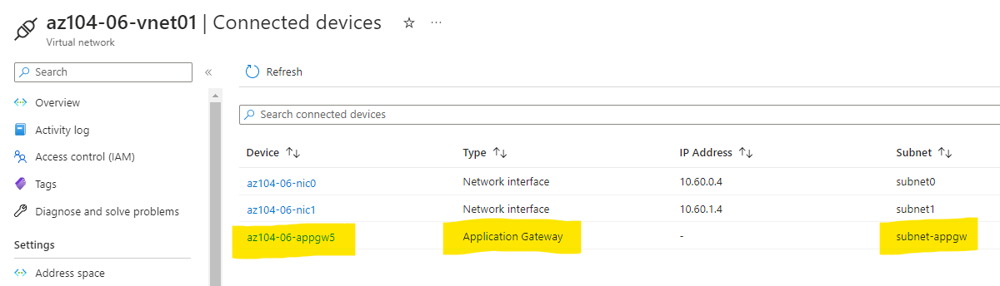 az104-06-vnet01 | Connected devices ☆ ···
Virtual network
Search «
Refresh
Overview
Activity log
Access control (IAM)
Tags
Diagnose and solve problems
Settings
Address space
Search connected devices
Device ↑↓ Type ↑↓ IP Address ↑↓ Subnet ↑↓
az104-06-nic0 Network interface 10.60.0.4 subnet0
az104-06-nic1 Network interface 10.60.1.4 subnet1
az104-06-appgw5 Application Gateway - subnet-appgw